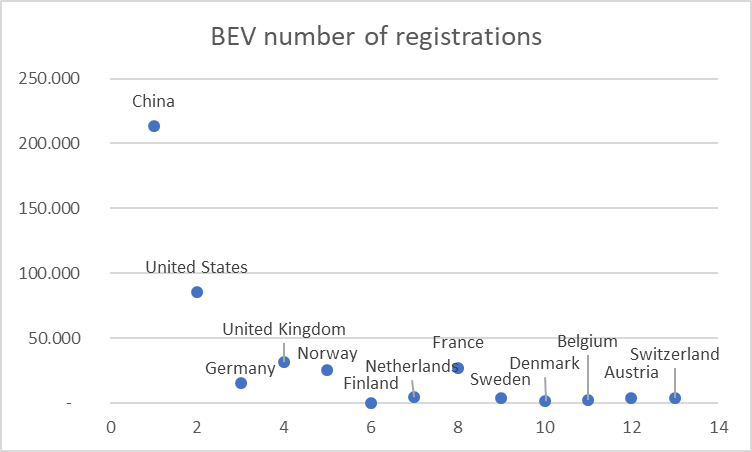 BEV number of registrations
250.000
China
200.000
150.000
United States
100.000
50.000
United Kingdom
France
Belgium
Norway
Switzerland
Germany
Netherlands
Denmark
Finland
Sweden
Austria
-
0 2 4 6 8 10 12 14